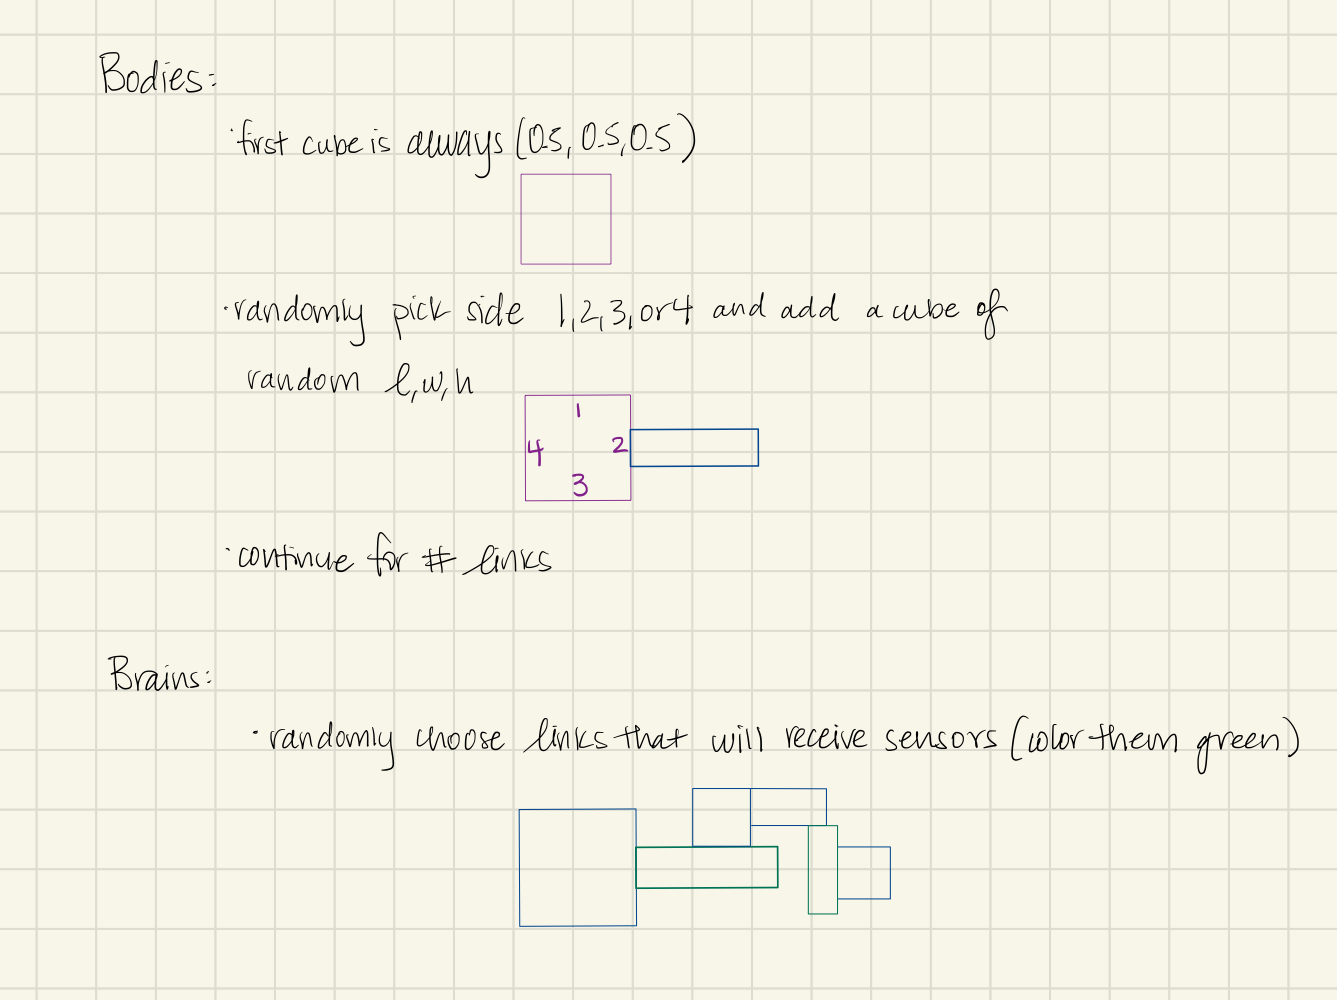 Bodies:
·first cube is always (0.5, 0.5, 0.5)
·randomly pick side 1,2,3, or 4 and add a cube of
random l,w,h
1
4 2
3
·continue for # links
Brains:
·randomly choose links that will receive sensors (color them green)